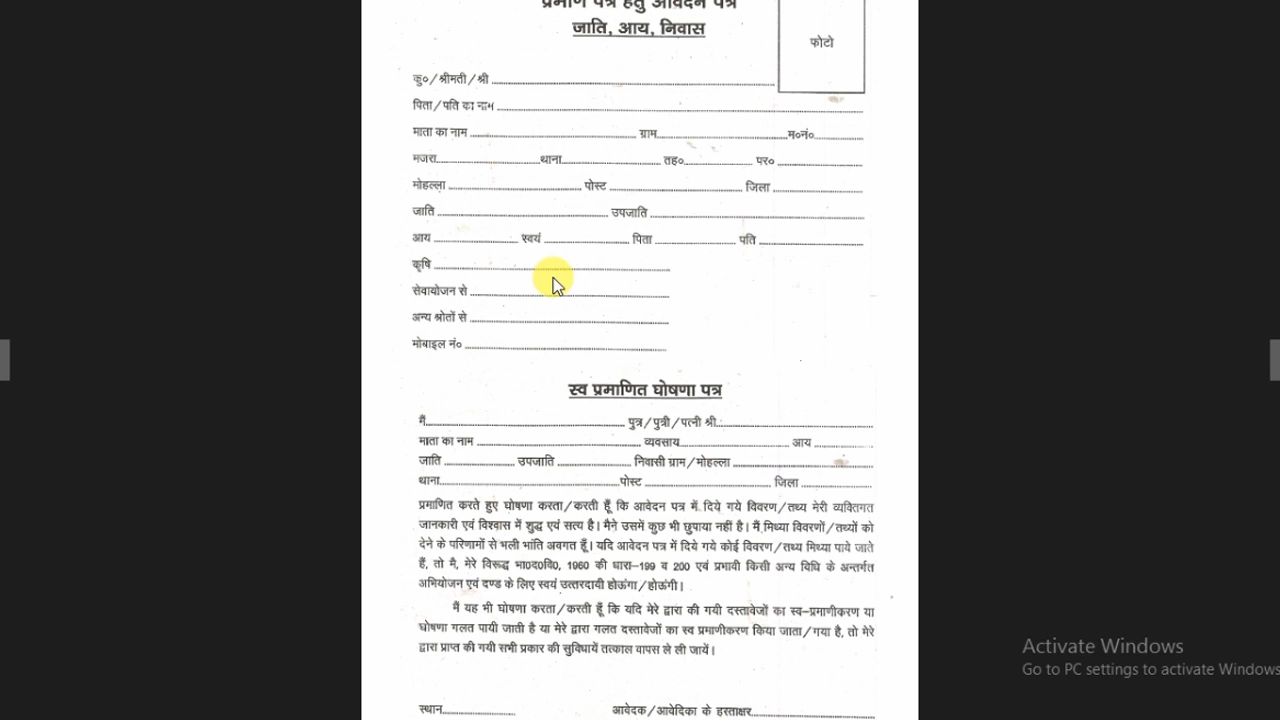 प्रमाण पत्र हेतु आवेदन पत्र
जाति, आय, निवास
फोटो
कु०/श्रीमती/श्री
पिता/पति का नाम
माता का नाम ग्राम म०नं०
मजरा थाना तह० पर०
मोहल्ला पोस्ट जिला
जाति उपजाति
आय स्वयं पिता पति
कृषि
सेवायोजन से
अन्य श्रोतों से
मोबाइल नं०
स्व प्रमाणित घोषणा पत्र
मैं पुत्र/पुत्री/पत्नी श्री
माता का नाम व्यवसाय आय
जाति उपजाति निवासी ग्राम/मोहल्ला
थाना पोस्ट जिला
प्रमाणित करते हुए घोषणा करता/करती हूँ कि आवेदन पत्र में दिये गये विवरण/तथ्य मेरी व्यक्तिगत
जानकारी एवं विश्वास में शुद्ध एवं सत्य है। मैने उसमें कुछ भी छुपाया नहीं है। मैं मिथ्या विवरणों/तथ्यों को
देने के परिणामों से भली भांति अवगत हूँ। यदि आवेदन पत्र में दिये गये कोई विवरण/तथ्य मिथ्या पाये जाते
हैं, तो मै, मेरे विरूद्ध भा0द0वि0, 1960 की धारा-199 व 200 एवं प्रभावी किसी अन्य विधि के अन्तर्गत
अभियोजन एवं दण्ड के लिए स्वयं उत्तरदायी होऊंगा/होऊंगी।
मैं यह भी घोषणा करता/करती हूँ कि यदि मेरे द्वारा की गयी दस्तावेजों का स्व-प्रमाणीकरण या
घोषणा गलत पायी जाती है या मेरे द्वारा गलत दस्तावेजों का स्व प्रमाणीकरण किया जाता/गया है, तो मेरे
द्वारा प्राप्त की गयी सभी प्रकार की सुविधायें तत्काल वापस ले ली जायें।
स्थान आवेदक/आवेदिका के हस्ताक्षर
Activate Windows
Go to PC settings to activate Windows